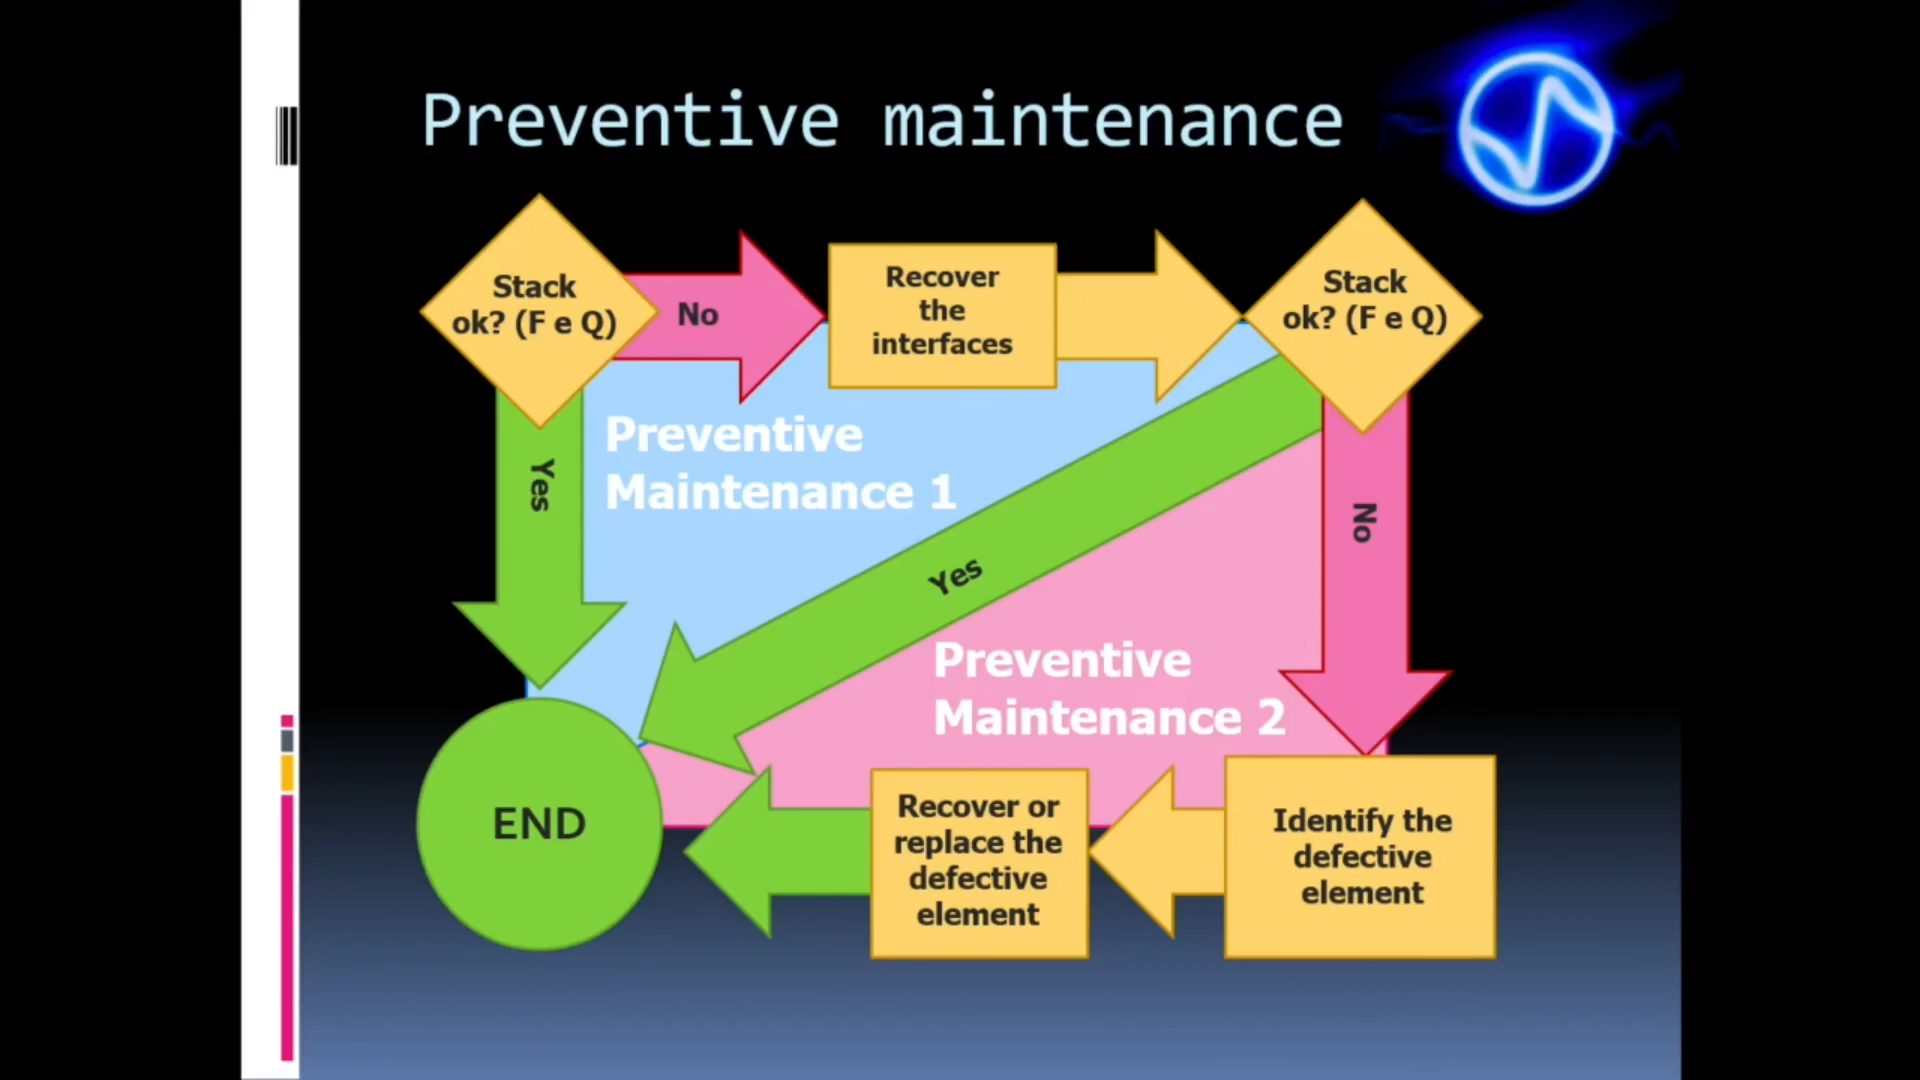 Preventive maintenance
Stack
ok? (F e Q)
No
Recover
the
interfaces
Stack
ok? (F e Q)
Yes
Preventive
Maintenance 1
No
Yes
Preventive
Maintenance 2
END
Recover or
replace the
defective
element
Identify the
defective
element